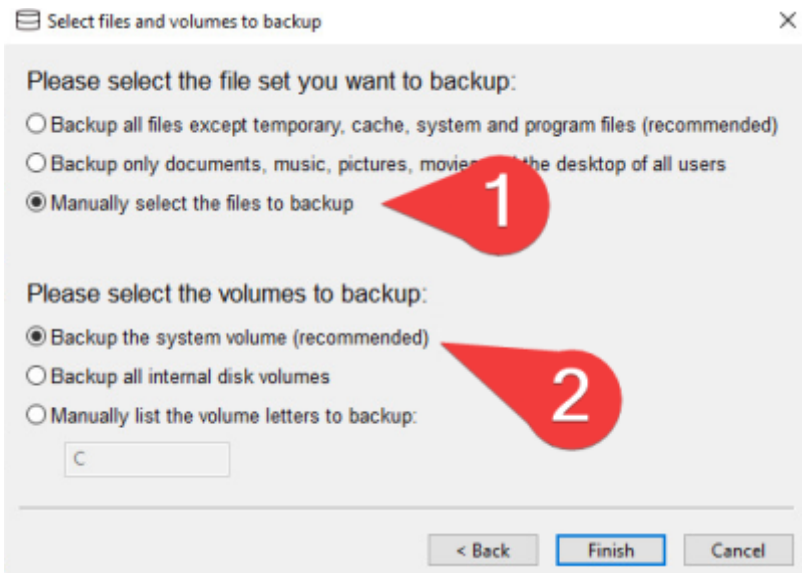 Select files and volumes to backup
Please select the file set you want to backup:
Backup all files except temporary, cache, system and program files (recommended)
Backup only documents, music, pictures, movies the desktop of all users
Manually select the files to backup
1
Please select the volumes to backup:
Backup the system volume (recommended)
Backup all internal disk volumes
2
Manually list the volume letters to backup:
C
< Back Finish Cancel